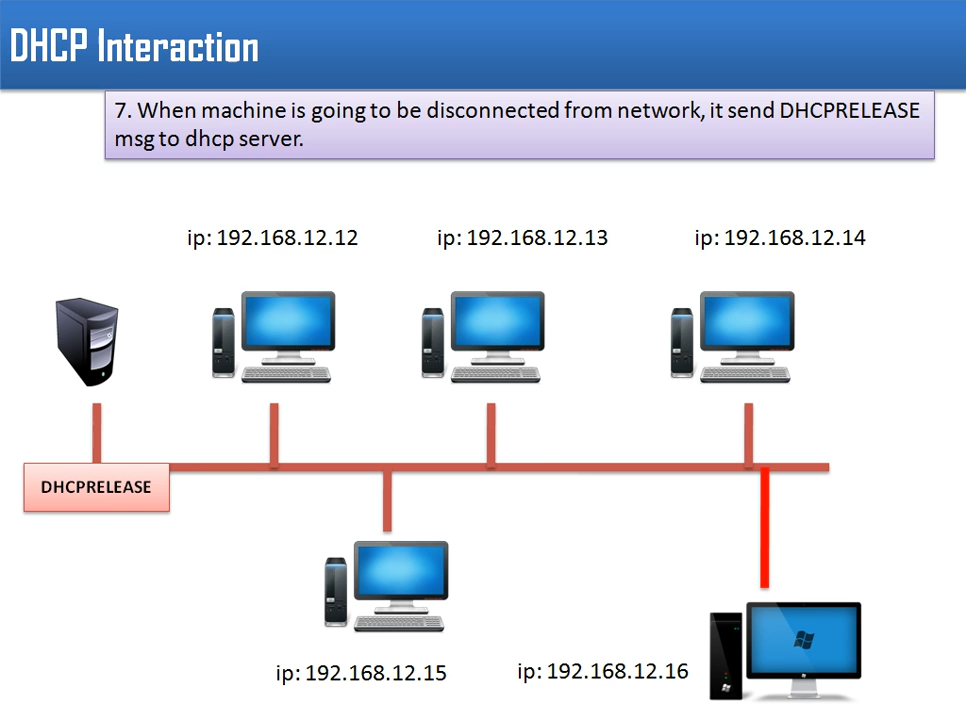 DHCP Interaction
7. When machine is going to be disconnected from network, it send DHCPRELEASE
msg to dhcp server.
ip: 192.168.12.12
ip: 192.168.12.13
ip: 192.168.12.14
DHCPRELEASE
ip: 192.168.12.15
ip: 192.168.12.16